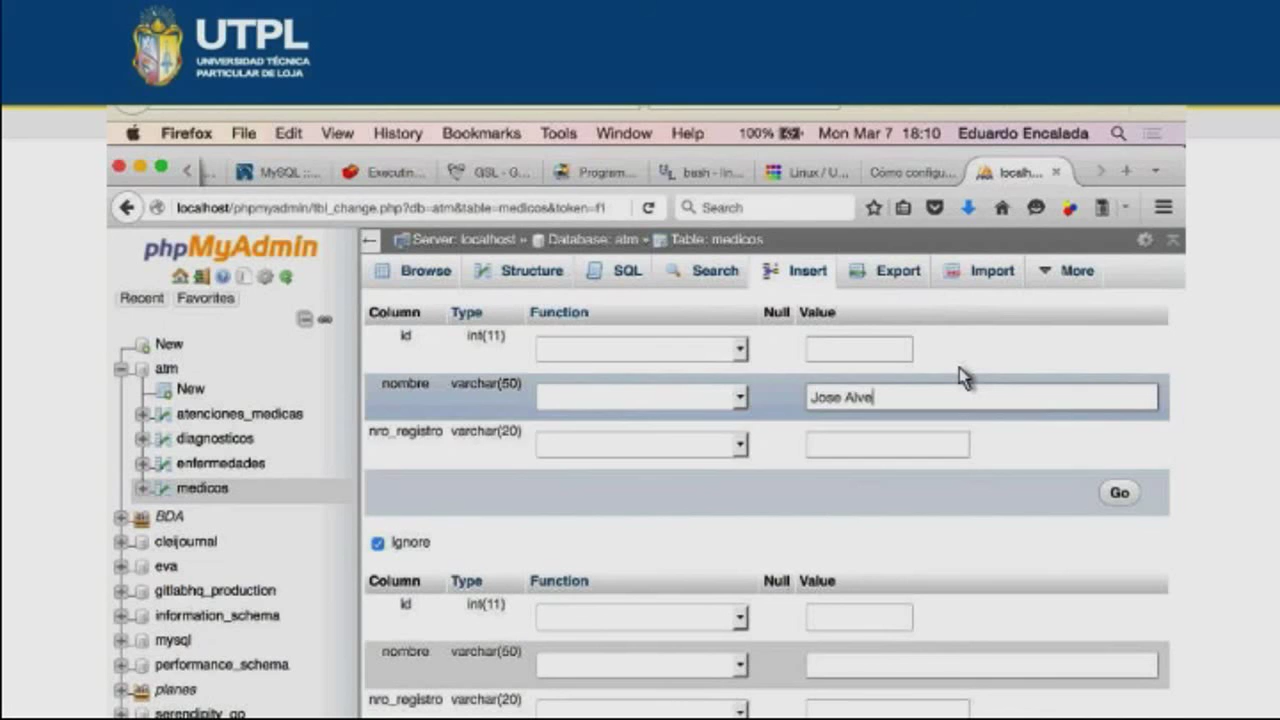 UTPL
UNIVERSIDAD TÉCNICA
PARTICULAR DE LOJA
Firefox File Edit View History Bookmarks Tools Window Help 100% Mon Mar 7 18:10 Eduardo Encalada
MySQL ::... Executin... GSL - G... Program... bash - lin... Linux / U... Cómo configu... localh...
localhost/phpmyadmin/tbl_change.php?db=atm&table=medicos&token=f1 Search
phpMyAdmin
Server: localhost » Database: atm » Table: medicos
Browse Structure SQL Search Insert Export Import More
Recent Favorites
Column Type Function Null Value
id int(11)
nombre varchar(50) Jose Alve
nro_registro varchar(20)
Go
Ignore
Column Type Function Null Value
id int(11)
nombre varchar(50)
nro_registro varchar(20)
New
atm
New
atenciones_medicas
diagnosticos
enfermedades
medicos
BDA
cleijournal
eva
gitlabhq_production
information_schema
mysql
performance_schema
planes